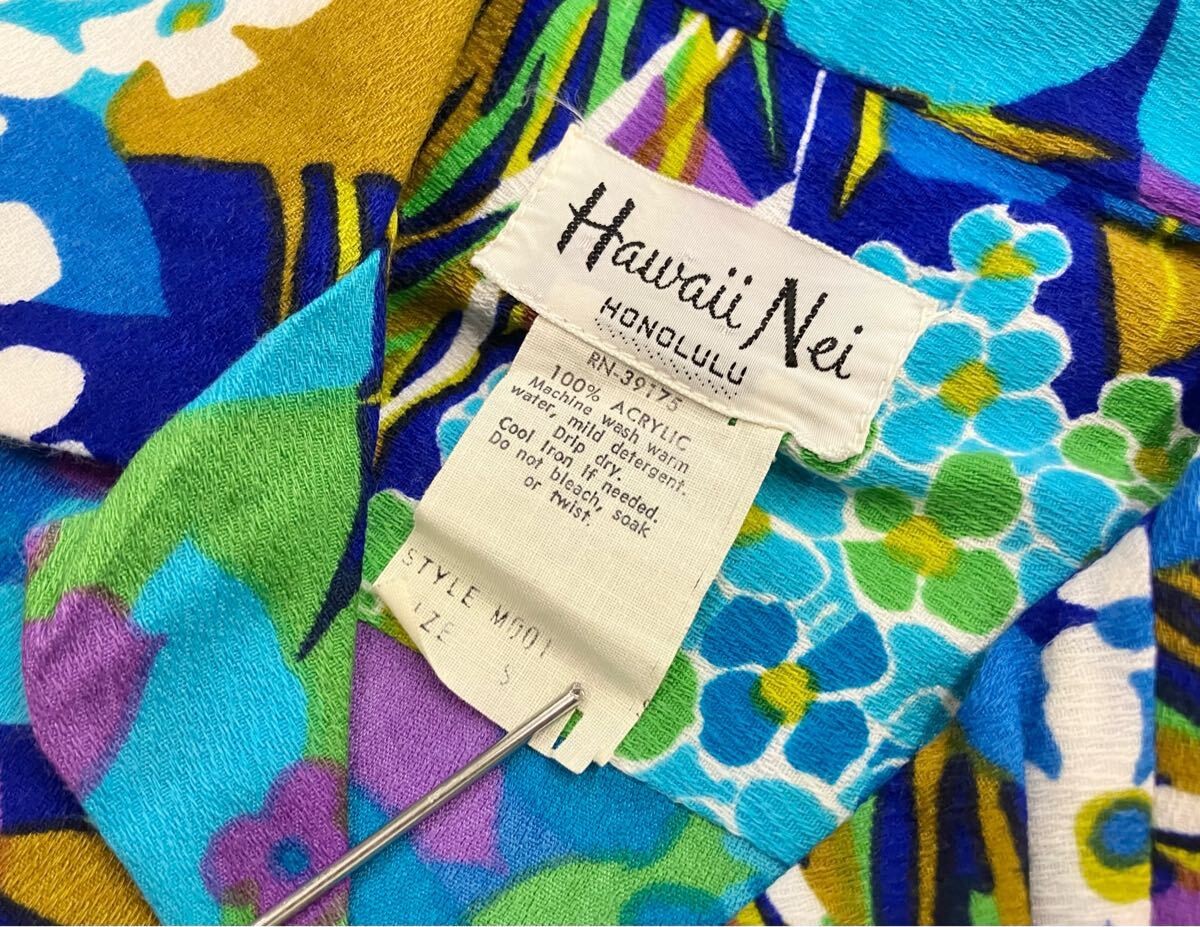 Hawaii Nei
HONOLULU
RN-39175
100% ACRYLIC
Machine wash warm
water, mild detergent.
Drip dry.
Cool Iron if needed.
Do not bleach, soak
or twist.
STYLE M001
IZE S